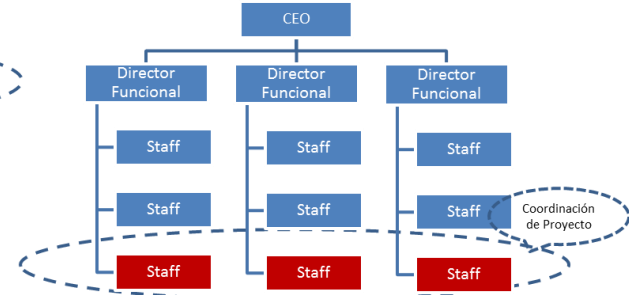 CEO
Director
Funcional
Director
Funcional
Director
Funcional
Staff
Staff
Staff
Staff
Staff
Staff
Coordinación
de Proyecto
Staff
Staff
Staff